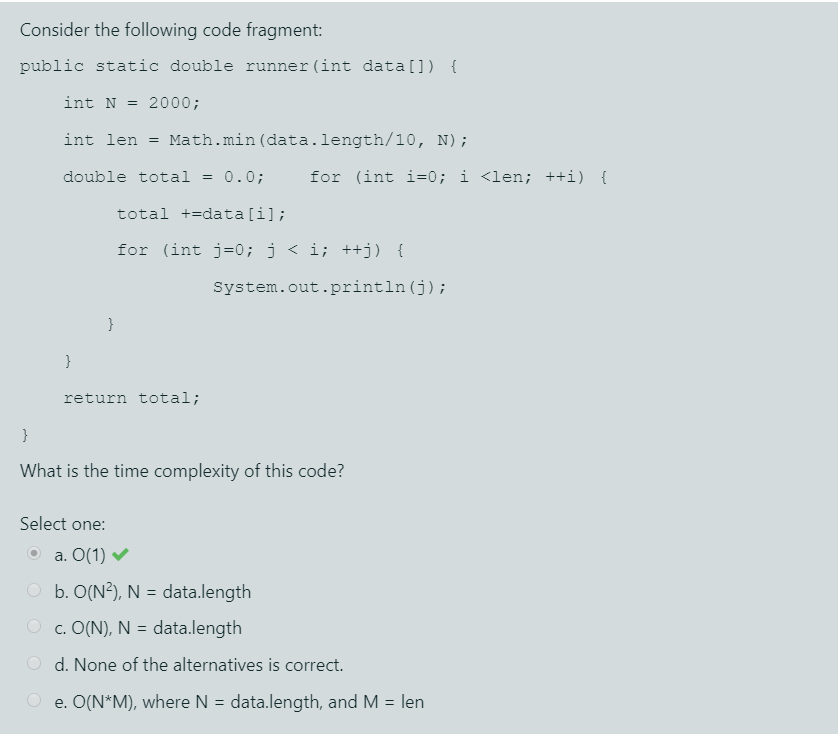 Consider the following code fragment:
public static double runner(int data[]) {
int N = 2000;
int len = Math.min(data.length/10, N);
double total = 0.0; for (int i=0; i <len; ++i) {
total +=data[i];
for (int j=0; j < i; ++j) {
System.out.println(j);
}
}
return total;
}
What is the time complexity of this code?
Select one:
a. O(1)
b. O(N²), N = data.length
c. O(N), N = data.length
d. None of the alternatives is correct.
e. O(N*M), where N = data.length, and M = len